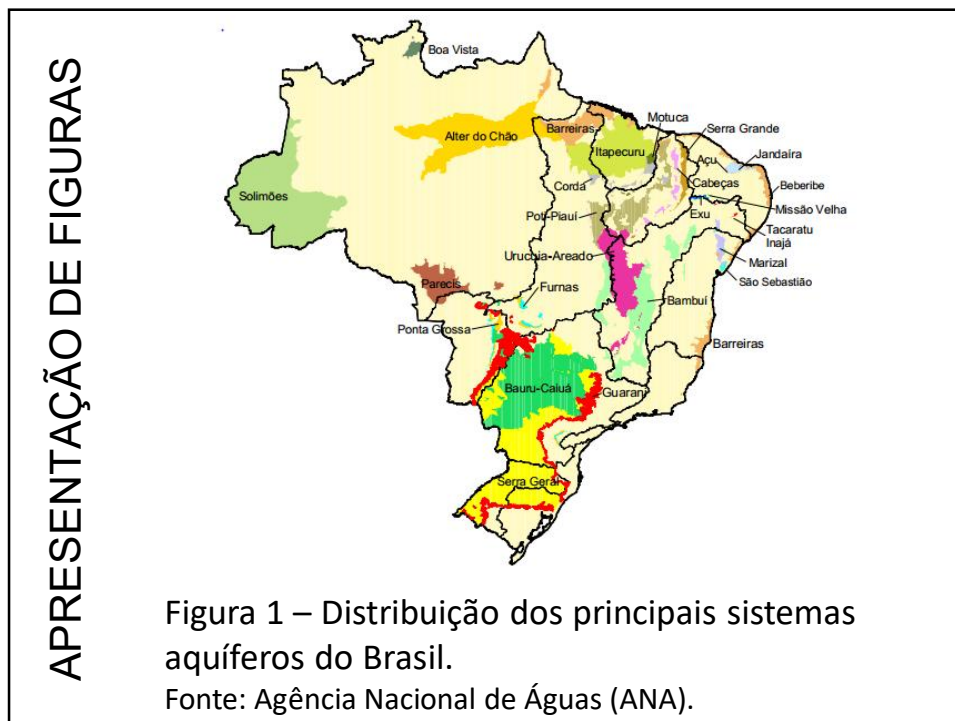 APRESENTAÇÃO DE FIGURAS
Boa Vista
Motuca
Alter do Chão
Barreiras
Serra Grande
Itapecuru
Açu
Jandaíra
Corda
Cabeças
Beberibe
Solimões
Missão Velha
Poti-Piauí
Exu
Tacaratu
Inajá
Urucuia-Areado
Marizal
Parecis
Furnas
São Sebastião
Bambuí
Ponta Grossa
Barreiras
Bauru-Caiuá
Guarani
Serra Geral
Figura 1 – Distribuição dos principais sistemas
aquíferos do Brasil.
Fonte: Agência Nacional de Águas (ANA).